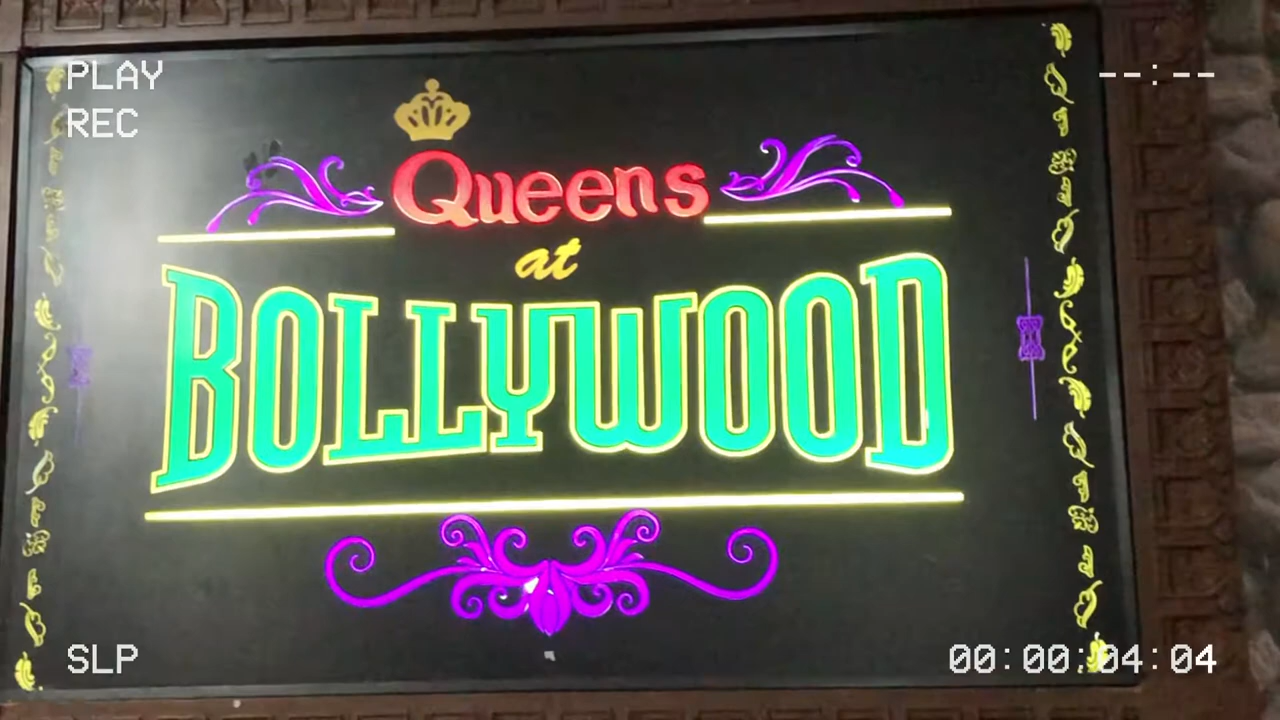 PLAY
--:--
REC
Queens
at
BOLLYWOOD
SLP
00:00:04:04